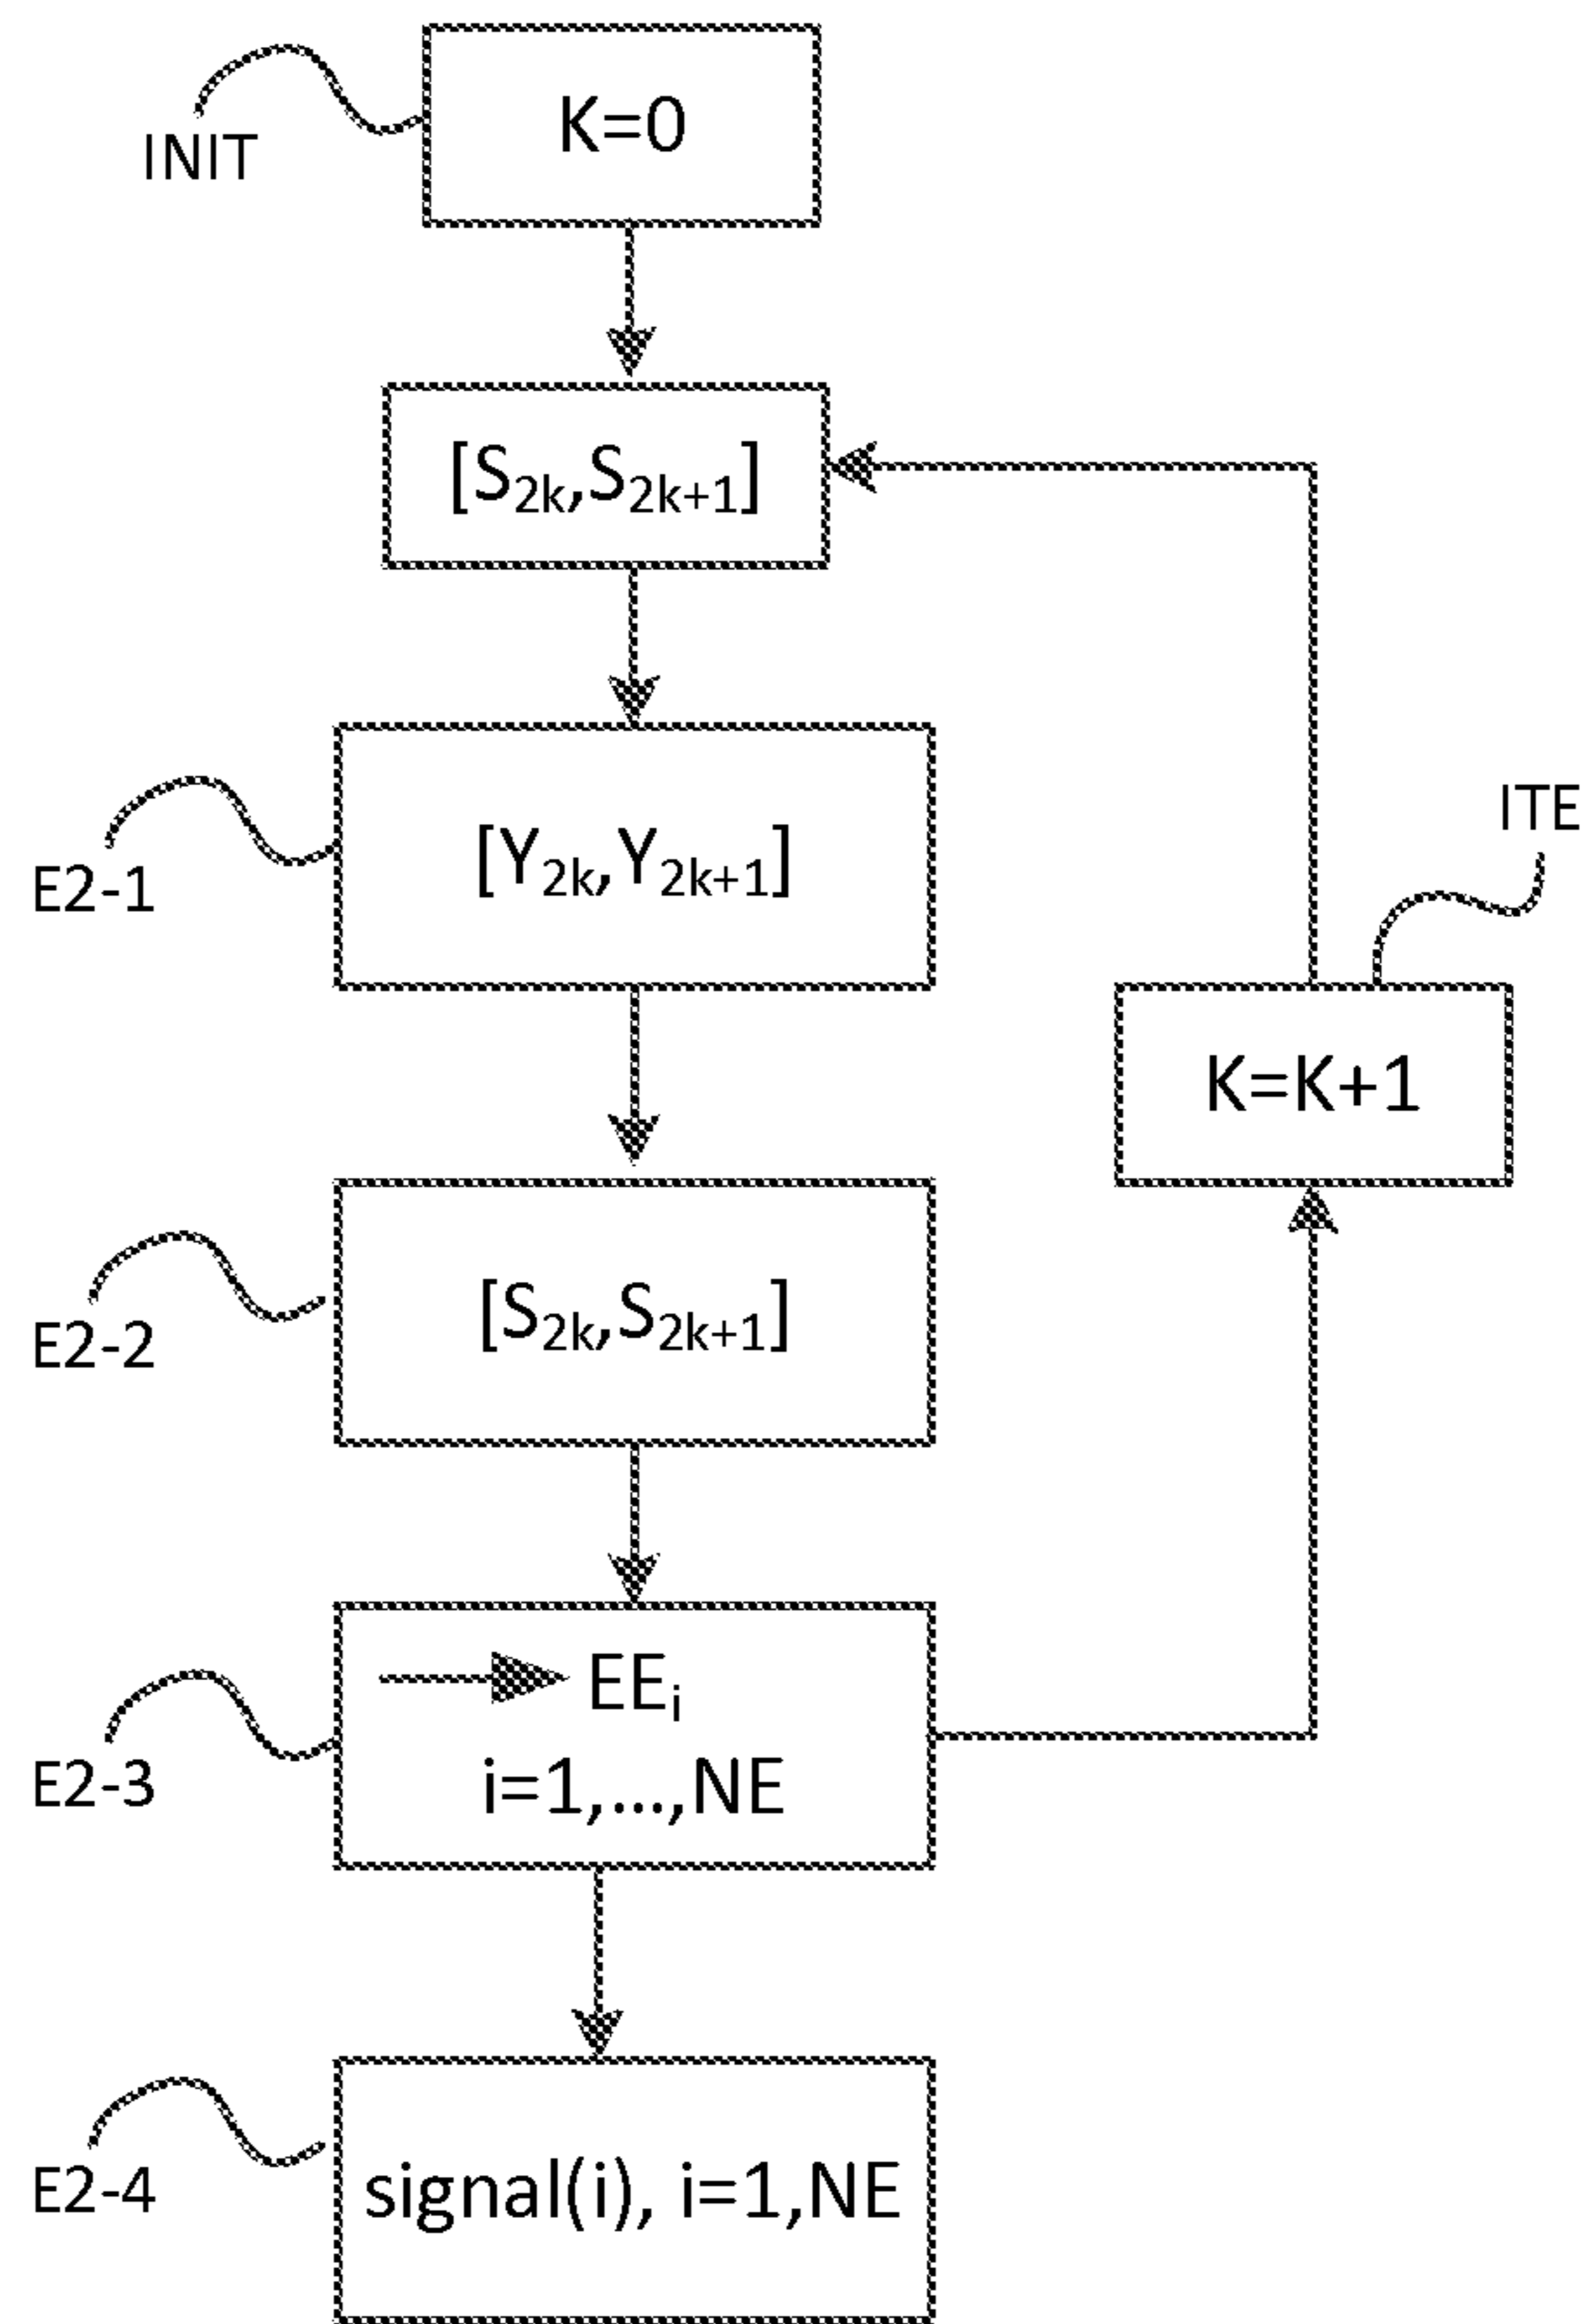 K=0
INIT
[S₂ₖ,S₂ₖ₊₁]
[Y₂ₖ,Y₂ₖ₊₁]
E2-1
ITE
K=K+1
[S₂ₖ,S₂ₖ₊₁]
E2-2
EEᵢ
i=1,...,NE
E2-3
signal(i), i=1,NE
E2-4